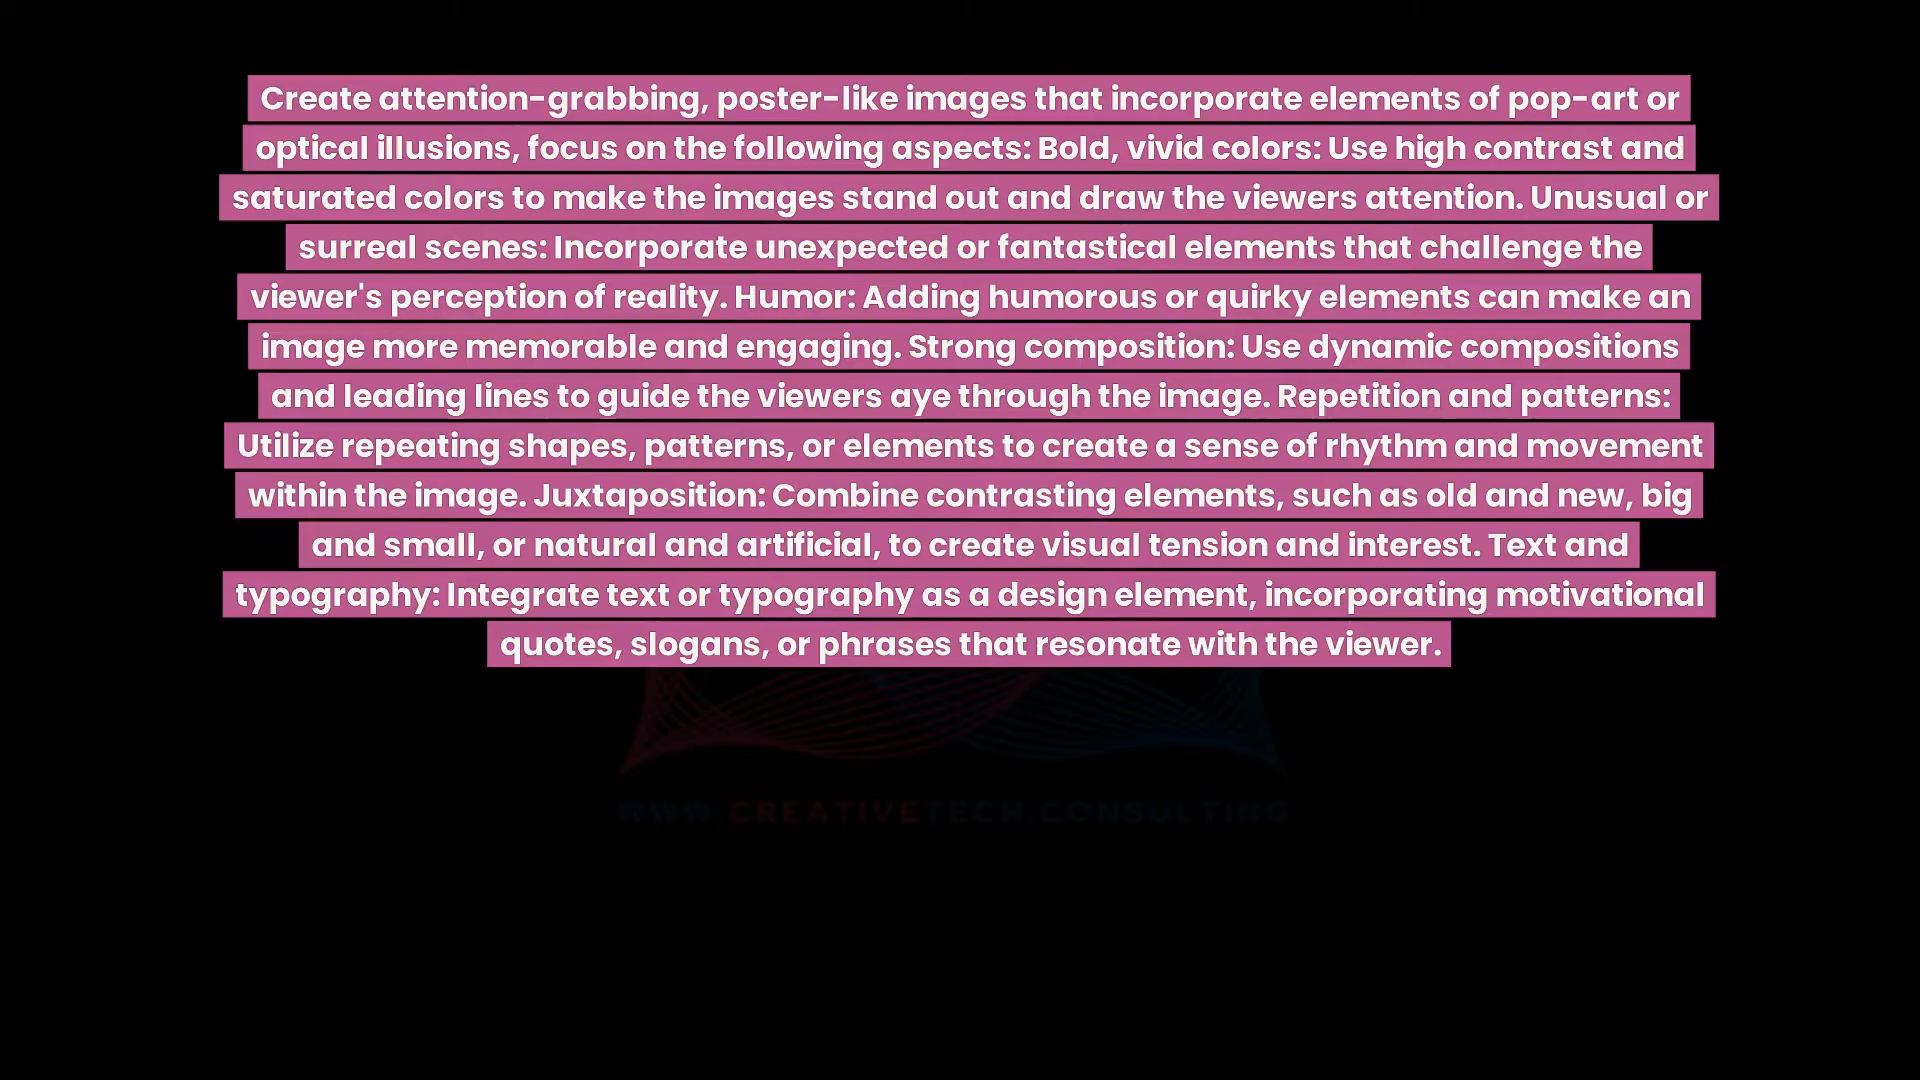 Create attention-grabbing, poster-like images that incorporate elements of pop-art or
optical illusions, focus on the following aspects: Bold, vivid colors: Use high contrast and
saturated colors to make the images stand out and draw the viewers attention. Unusual or
surreal scenes: Incorporate unexpected or fantastical elements that challenge the
viewer's perception of reality. Humor: Adding humorous or quirky elements can make an
image more memorable and engaging. Strong composition: Use dynamic compositions
and leading lines to guide the viewers aye through the image. Repetition and patterns:
Utilize repeating shapes, patterns, or elements to create a sense of rhythm and movement
within the image. Juxtaposition: Combine contrasting elements, such as old and new, big
and small, or natural and artificial, to create visual tension and interest. Text and
typography: Integrate text or typography as a design element, incorporating motivational
quotes, slogans, or phrases that resonate with the viewer.
WWW.CREATIVETECH.CONSULTING